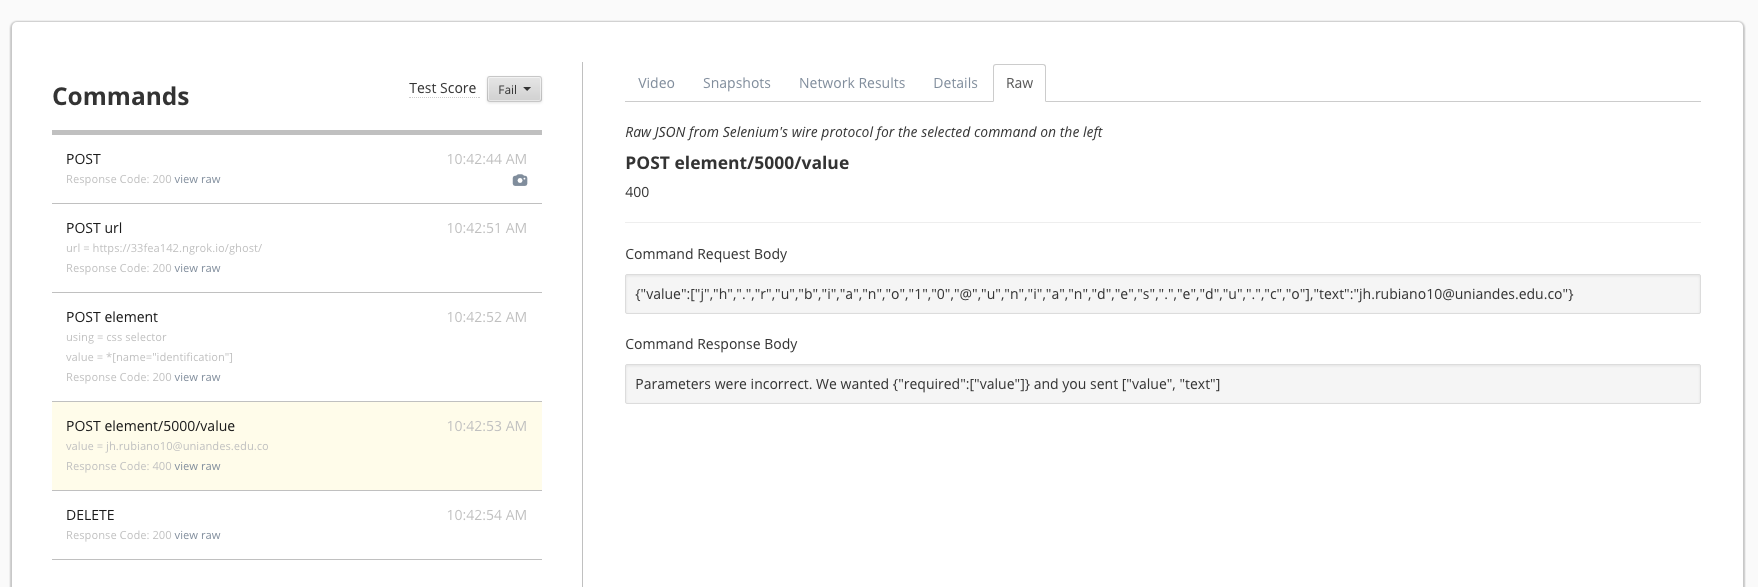 Commands
Test Score
Fail
POST
10:42:44 AM
Response Code: 200 view raw
POST url
10:42:51 AM
url = https://33fea142.ngrok.io/ghost/
Response Code: 200 view raw
POST element
10:42:52 AM
using = css selector
value = *[name="identification"]
Response Code: 200 view raw
POST element/5000/value
10:42:53 AM
value = jh.rubiano10@uniandes.edu.co
Response Code: 400 view raw
DELETE
10:42:54 AM
Response Code: 200 view raw
Video Snapshots Network Results Details Raw
Raw JSON from Selenium's wire protocol for the selected command on the left
POST element/5000/value
400
Command Request Body
{"value":["j","h",".","r","u","b","i","a","n","o","1","0","@","u","n","i","a","n","d","e","s",".","e","d","u",".","c","o"],"text":"jh.rubiano10@uniandes.edu.co"}
Command Response Body
Parameters were incorrect. We wanted {"required":["value"]} and you sent ["value", "text"]